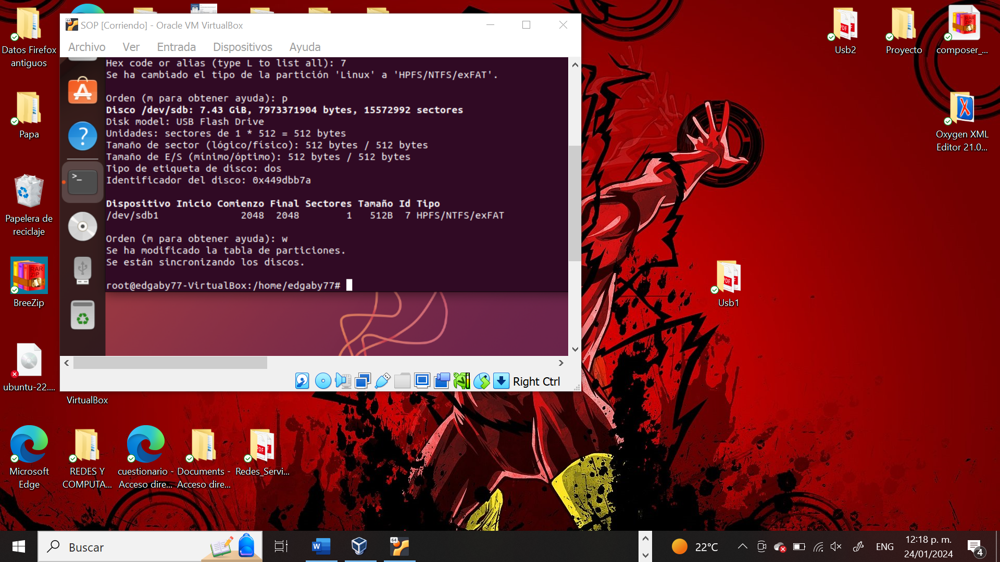 SOP [Corriendo] - Oracle VM VirtualBox
Archivo Ver Entrada Dispositivos Ayuda
Hex code or alias (type L to list all): 7
Se ha cambiado el tipo de la partición 'Linux' a 'HPFS/NTFS/exFAT'.
Orden (m para obtener ayuda): p
Disco /dev/sdb: 7.43 GiB, 7973371904 bytes, 15572992 sectores
Disk model: USB Flash Drive
Unidades: sectores de 1 * 512 = 512 bytes
Tamaño de sector (lógico/físico): 512 bytes / 512 bytes
Tamaño de E/S (mínimo/óptimo): 512 bytes / 512 bytes
Tipo de etiqueta de disco: dos
Identificador del disco: 0x449dbb7a
Dispositivo Inicio Comienzo Final Sectores Tamaño Id Tipo
/dev/sdb1 2048 2048 1 512B 7 HPFS/NTFS/exFAT
Orden (m para obtener ayuda): w
Se ha modificado la tabla de particiones.
Se están sincronizando los discos.
root@edgaby77-VirtualBox:/home/edgaby77#
Right Ctrl
Datos Firefox
antiguos
Papa
Papelera de
reciclaje
BreeZip
ubuntu-22....
VirtualBox
Microsoft
Edge
REDES Y
COMPUTA...
cuestionario -
Acceso dire...
Documents -
Acceso dire...
Redes_Servi...
Usb2
Proyecto
composer_...
Oxygen XML
Editor 21.0...
Usb1
Buscar
22°C
ENG
12:18 p. m.
24/01/2024
4